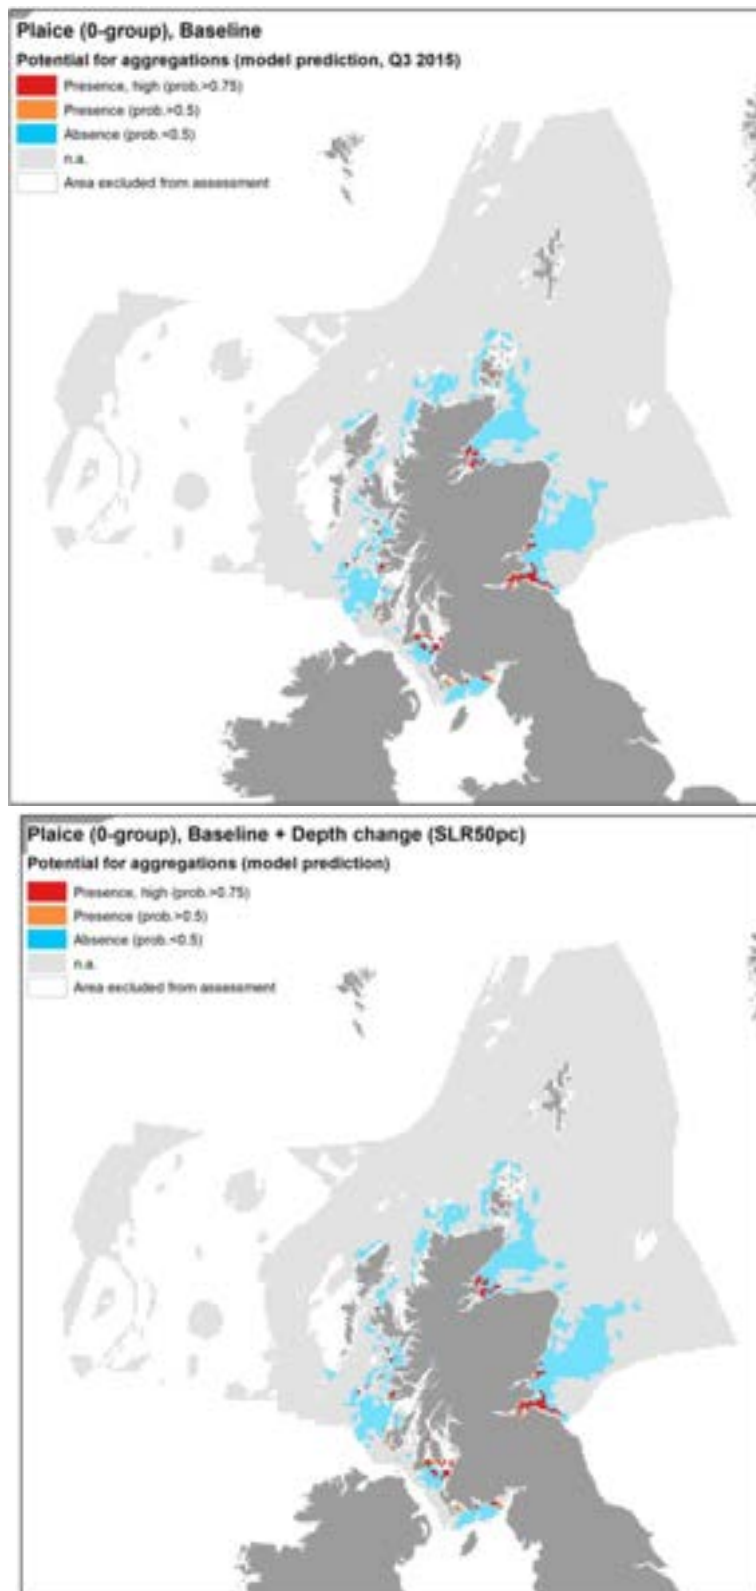 Plaice (0-group), Baseline
Potential for aggregations (model prediction, Q3 2015)
Presence, high (prob.>0.75)
Presence (prob.>0.5)
Absence (prob.<0.5)
n.a.
Area excluded from assessment
Plaice (0-group), Baseline + Depth change (SLR50pc)
Potential for aggregations (model prediction)
Presence, high (prob.>0.75)
Presence (prob.>0.5)
Absence (prob.<0.5)
n.a.
Area excluded from assessment